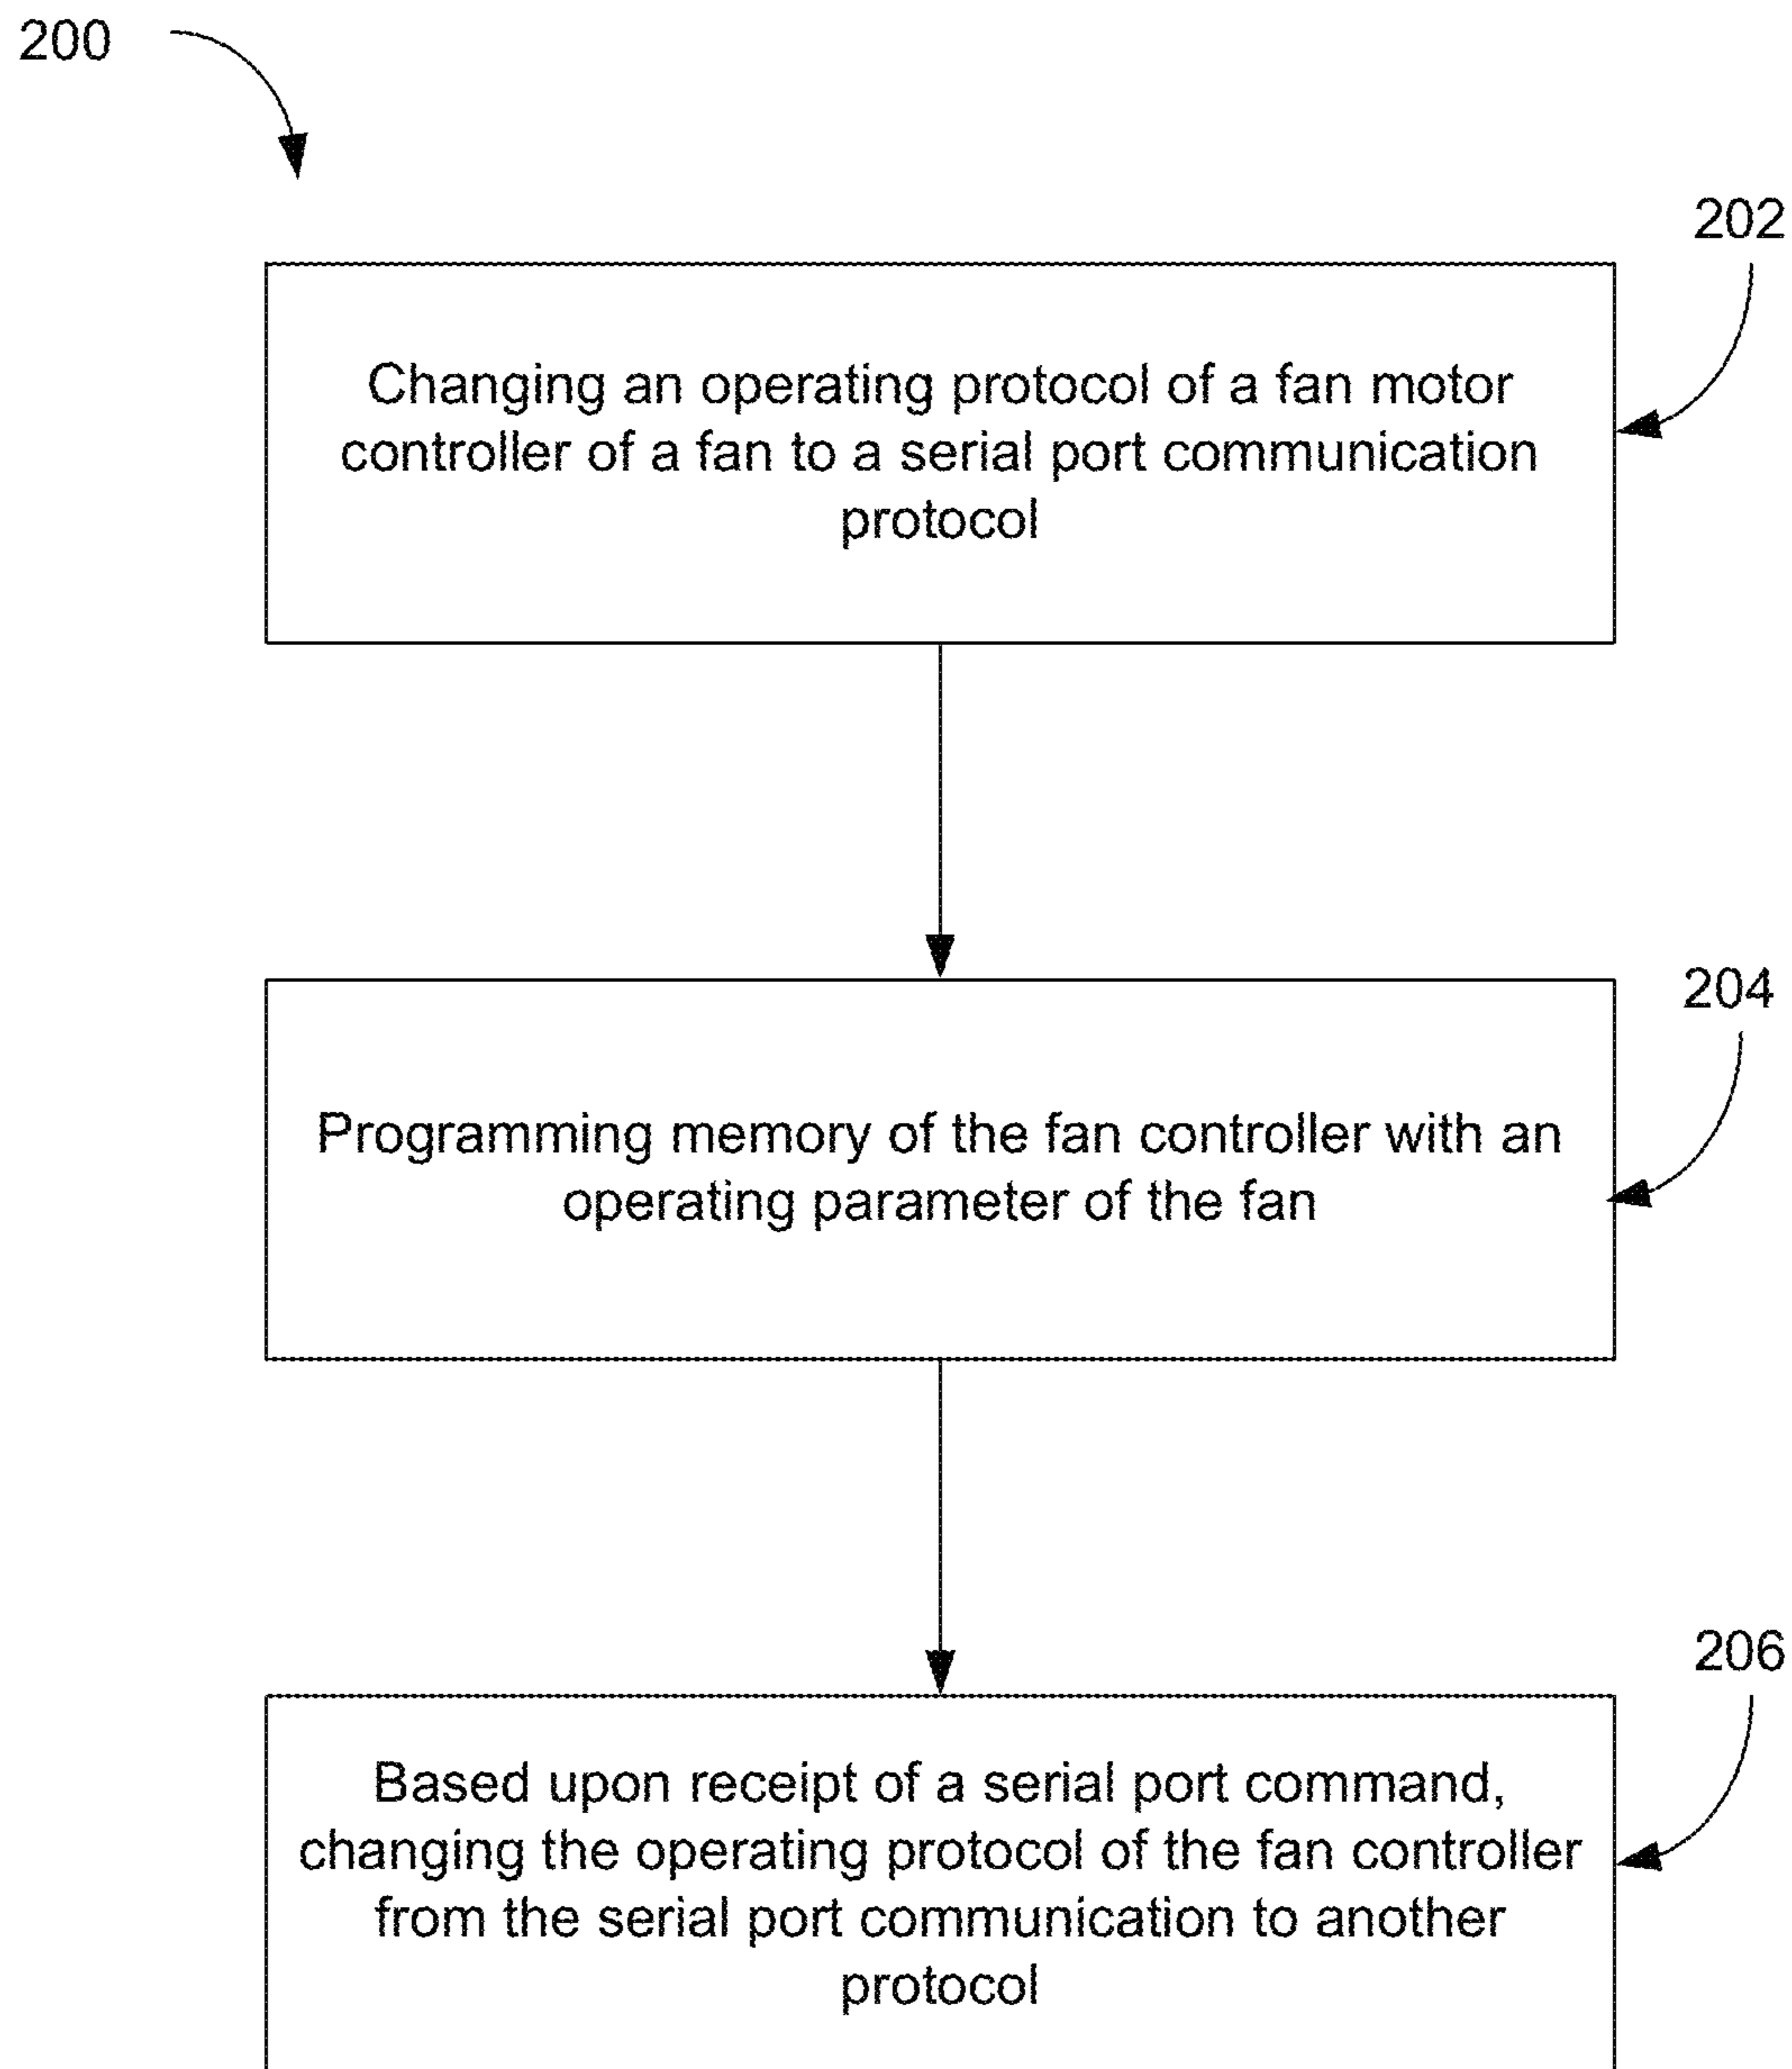 200
202
Changing an operating protocol of a fan motor
controller of a fan to a serial port communication
protocol
204
Programming memory of the fan controller with an
operating parameter of the fan
206
Based upon receipt of a serial port command,
changing the operating protocol of the fan controller
from the serial port communication to another
protocol